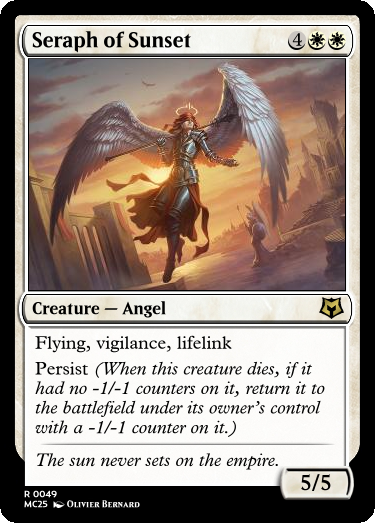 Seraph of Sunset 4
Creature — Angel
Flying, vigilance, lifelink
Persist (When this creature dies, if it
had no -1/-1 counters on it, return it to
the battlefield under its owner's control
with a -1/-1 counter on it.)
The sun never sets on the empire.
5/5
R 0049
MC25 Olivier Bernard